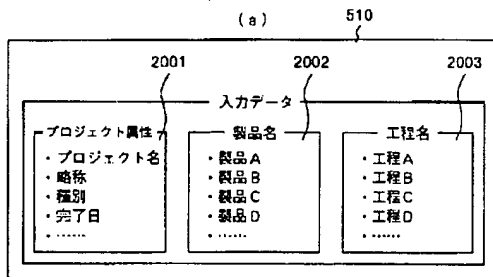 (a)
510
2001
2002
2003
入力データ
プロジェクト属性
・プロジェクト名
・略称
・種別
・完了日
・……
製品名
・製品A
・製品B
・製品C
・製品D
・……
工程名
・工程A
・工程B
・工程C
・工程D
・……